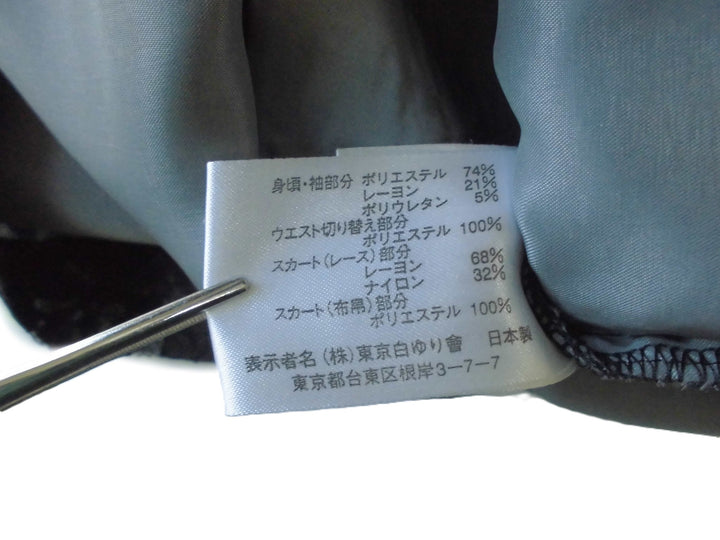 身頃・袖部分 ポリエステル 74%
レーヨン 21%
ポリウレタン 5%
ウエスト切り替え部分
ポリエステル 100%
スカート(レース)部分
レーヨン 68%
ナイロン 32%
スカート(布帛)部分
ポリエステル 100%
表示者名 (株)東京白ゆり會 日本製
東京都台東区根岸3-7-7